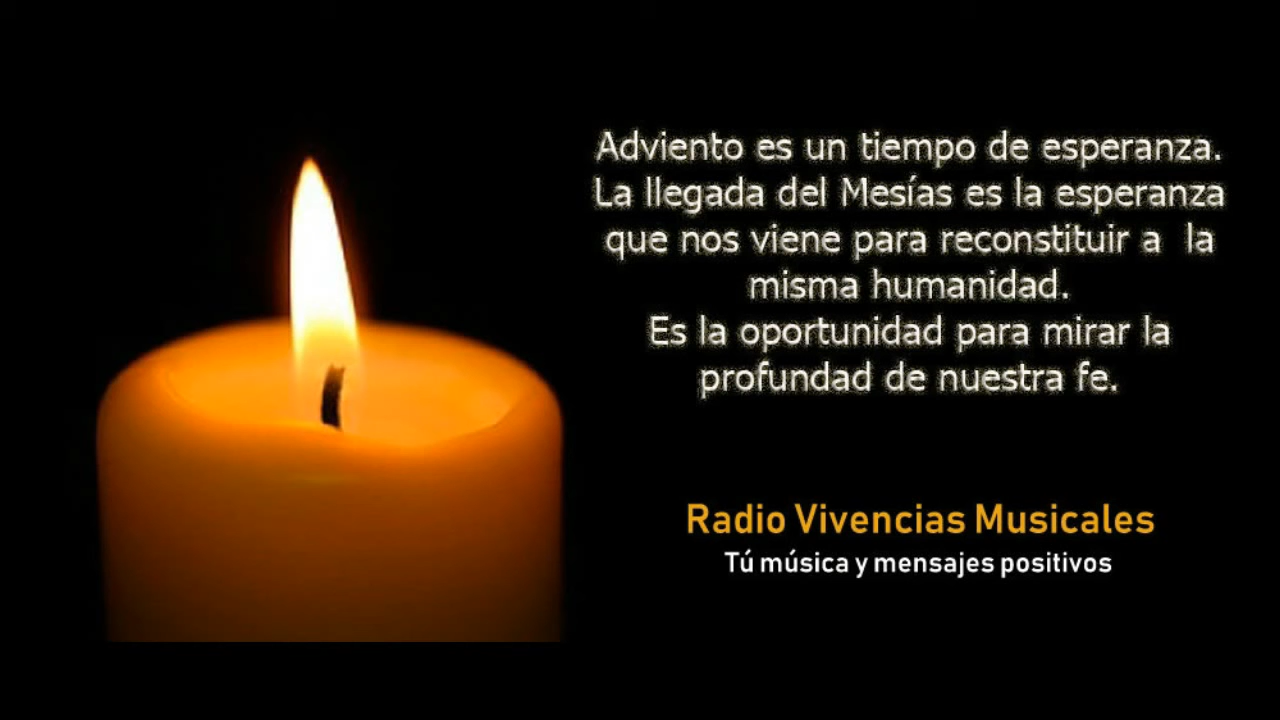 Adviento es un tiempo de esperanza.
La llegada del Mesías es la esperanza
que nos viene para reconstituir a  la
misma humanidad.
Es la oportunidad para mirar la
profundad de nuestra fe.
Radio Vivencias Musicales
Tú música y mensajes positivos